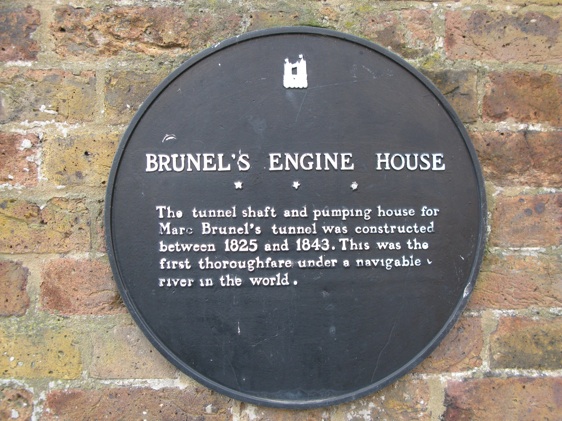 BRUNEL'S ENGINE HOUSE
The tunnel shaft and pumping house for
Marc Brunel's tunnel was constructed
between 1825 and 1843. This was the
first thoroughfare under a navigable
river in the world.